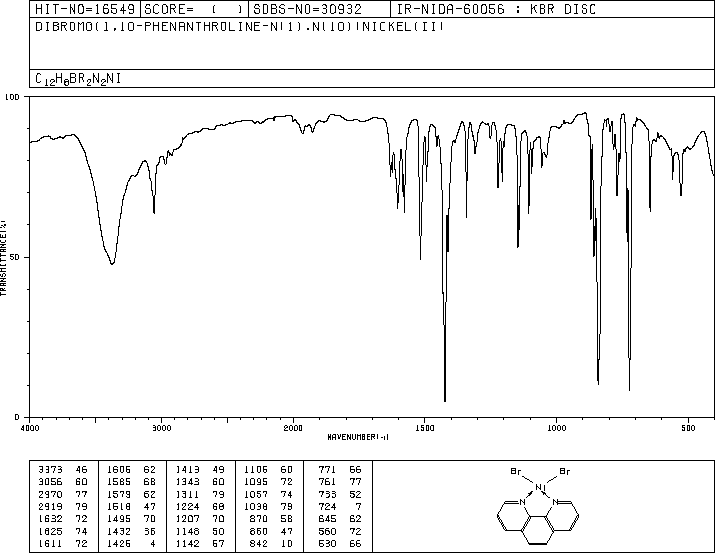 HIT-NO=16549 SCORE= ( ) SDBS-NO=30932 IR-NIDA-60056 : KBR DISC
DIBROMO(1,10-PHENANTHROLINE-N(1),N(10))NICKEL(II)
C12H8BR2N2NI
100
50
0
TRANSMITTANCE(%)
4000 3000 2000 1500 1000 500
WAVENUMBER(-1)
3373 46 1606 62 1419 49 1106 60 771 66
3056 60 1585 68 1343 60 1095 72 761 77
2970 77 1579 62 1311 79 1057 74 733 52
2919 79 1518 47 1224 68 1038 79 724 7
1632 72 1495 70 1207 70 870 58 645 62
1625 74 1432 36 1148 50 860 47 560 72
1611 72 1426 4 1142 57 842 10 530 66
Br Br
Ni
N N